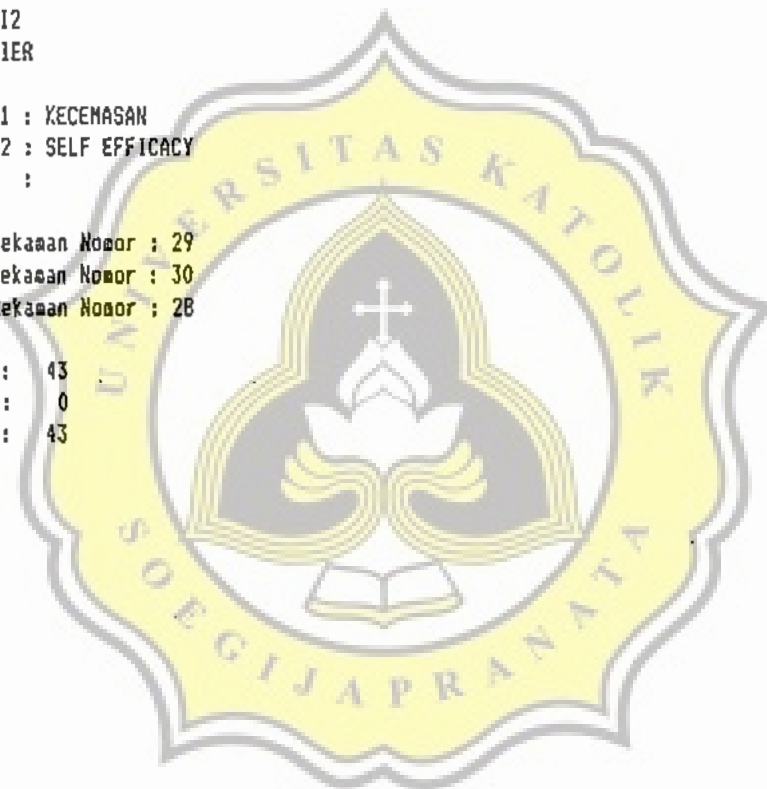 I2
1ER
1 : KECEMASAN
2 : SELF EFFICACY
:
ekaman Nomor : 29
ekaman Nomor : 30
ekaman Nomor : 28
: 43
: 0
: 43
UNIVERSITAS KATOLIK
SOEGIJAPRANATA